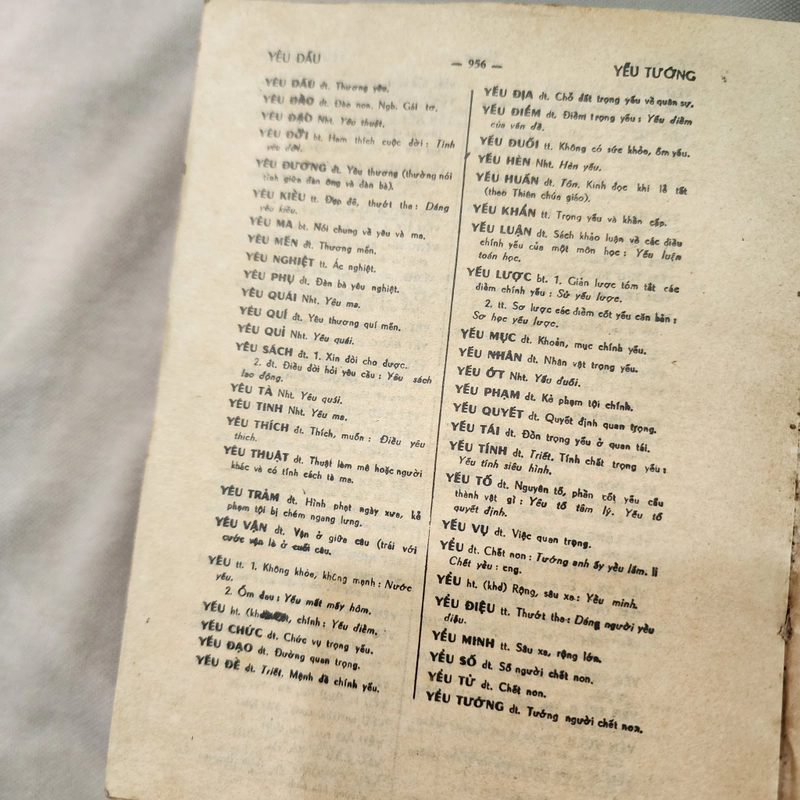 YÊU DẤU — 956 — YỂU TƯỚNG
YÊU DẤU đt. Thương yêu.
YÊU ĐÀO dt. Đào non. Ngb. Gái tơ.
YÊU ĐẠO Nht. Yêu thuật.
YÊU ĐỜI bt. Ham thích cuộc đời : Tính
yêu đời.
YÊU ĐƯƠNG đt. Yêu thương (thường nói
tình giữa đàn ông và đàn bà).
YÊU KIỀU tt. Đẹp đẽ, thướt tha : Dáng
yêu kiều.
YÊU MA bt. Nói chung về yêu và ma.
YÊU MẾN đt. Thương mến.
YÊU NGHIỆT tt. Ác nghiệt.
YÊU PHỤ dt. Đàn bà yêu nghiệt.
YÊU QUÁI Nht. Yêu ma.
YÊU QUÍ đt. Yêu thương quí mến.
YÊU QUỈ Nht. Yêu quái.
YÊU SÁCH đt. 1. Xin đòi cho được.
2. dt. Điều đòi hỏi yêu cầu : Yêu sách
lao động.
YÊU TÀ Nht. Yêu quái.
YÊU TINH Nht. Yêu ma.
YÊU THÍCH đt. Thích, muốn : Điều yêu
thích.
YÊU THUẬT dt. Thuật làm mê hoặc người
khác và có tính cách tà ma.
YÊU TRẢM dt. Hình phạt ngày xưa, kẻ
phạm tội bị chém ngang lưng.
YÊU VẬN dt. Vận ở giữa câu (trái với
cước vận là ở cuối câu.
YẾU tt. 1. Không khỏe, không mạnh : Nước
yếu.
2. Ốm đau : Yếu mất mấy hôm.
YẾU ht. (khd) chính : Yếu điểm.
YẾU CHỨC dt. Chức vụ trọng yếu.
YẾU ĐẠO dt. Đường quan trọng.
YẾU ĐỀ dt. Triết. Mệnh đề chính yếu.
YẾU ĐỊA dt. Chỗ đất trọng yếu về quân sự.
YẾU ĐIỂM dt. Điểm trọng yếu : Yếu điểm
của vấn đề.
YẾU ĐUỐI tt. Không có sức khỏe, ốm yếu.
YẾU HÈN Nht. Hèn yếu.
YẾU HUẤN dt. Tôn. Kinh đọc khi lễ tất
(theo Thiên chúa giáo).
YẾU KHẨN tt. Trọng yếu và khẩn cấp.
YẾU LUẬN dt. Sách khảo luận về các điều
chính yếu của một môn học : Yếu luận
toán học.
YẾU LƯỢC bt. 1. Giản lược tóm tắt các
điểm chính yếu : Sử yếu lược.
2. tt. Sơ lược các điểm cốt yếu căn bản :
Sơ học yếu lược.
YẾU MỤC dt. Khoản, mục chính yếu.
YẾU NHÂN dt. Nhân vật trọng yếu.
YẾU ỚT Nht. Yếu đuối.
YẾU PHẠM dt. Kẻ phạm tội chính.
YẾU QUYẾT dt. Quyết định quan trọng.
YẾU TÁI dt. Đồn trọng yếu ở quan tái.
YẾU TÍNH dt. Triết. Tính chất trọng yếu :
Yếu tính siêu hình.
YẾU TỐ dt. Nguyên tố, phần cốt yếu cấu
thành vật gì : Yếu tố tâm lý. Yếu tố
quyết định.
YẾU VỤ dt. Việc quan trọng.
YỂU dt. Chết non : Tướng anh ấy yểu lắm. ||
Chết yểu : cng.
YỂU ht. (khd) Rộng, sâu xa : Yểu minh.
YỂU ĐIỆU tt. Thướt tha : Dáng người yểu
điệu.
YỂU MINH tt. Sâu xa, rộng lớn.
YỂU SỐ dt. Số người chết non.
YỂU TỬ dt. Chết non.
YỂU TƯỚNG dt. Tướng người chết non.